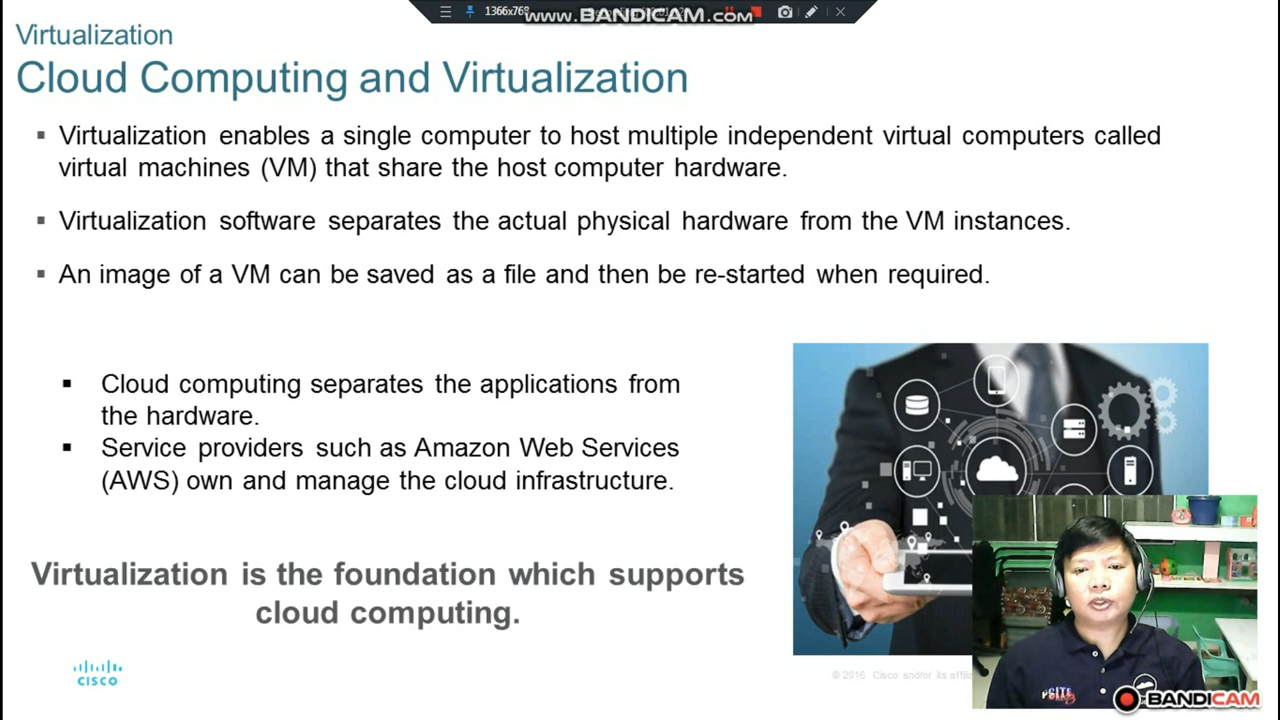 1366x768
www.BANDICAM.com
Virtualization
Cloud Computing and Virtualization
▪ Virtualization enables a single computer to host multiple independent virtual computers called
virtual machines (VM) that share the host computer hardware.
▪ Virtualization software separates the actual physical hardware from the VM instances.
▪ An image of a VM can be saved as a file and then be re-started when required.
▪ Cloud computing separates the applications from
the hardware.
▪ Service providers such as Amazon Web Services
(AWS) own and manage the cloud infrastructure.
Virtualization is the foundation which supports
cloud computing.
CISCO
© 2016 Cisco and/or its
BANDICAM